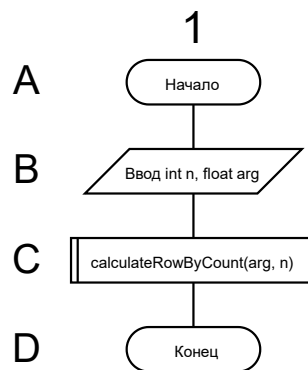 1
A
Начало
B
Ввод int n, float arg
C
calculateRowByCount(arg, n)
D
Конец